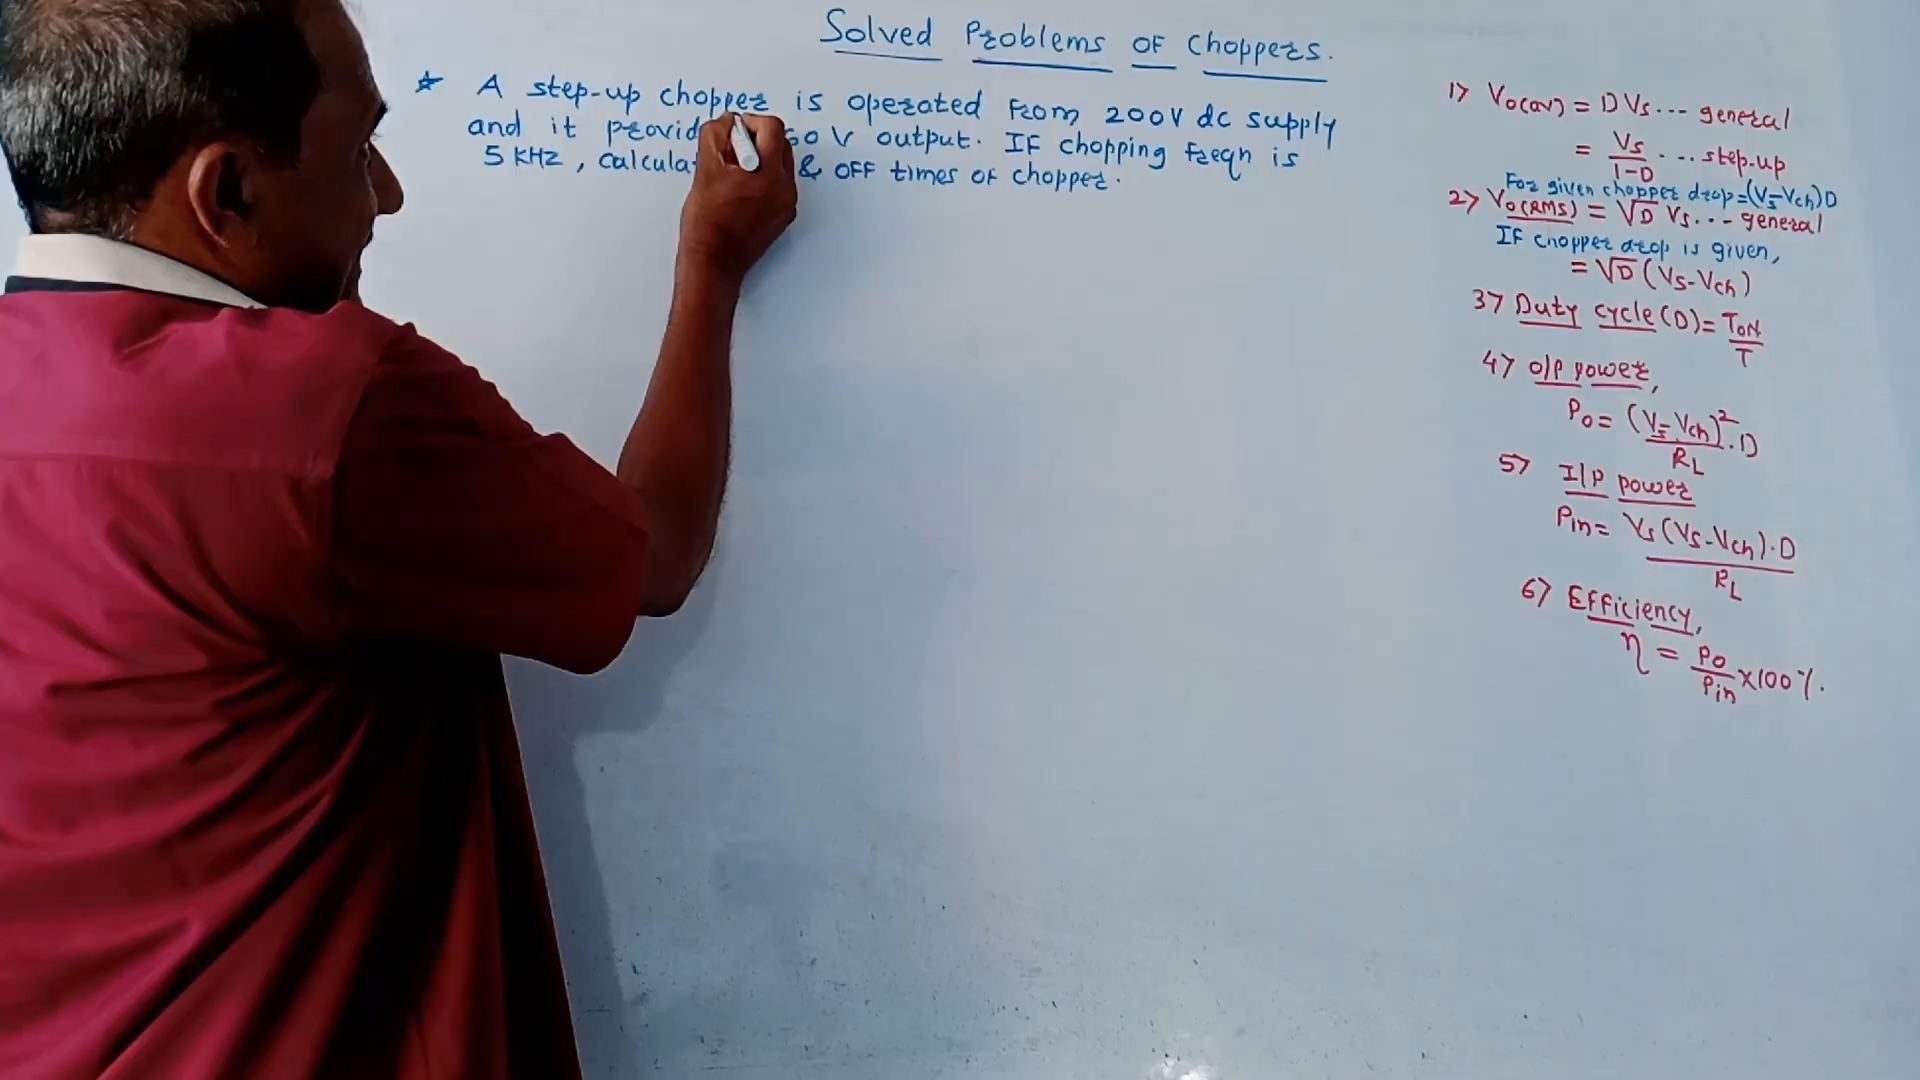 Solved Problems OF Choppers.
* A step-up chopper is operated From 200V dc supply
and it provid 60 V output. IF chopping Freqn is
5 KHZ, calcula & OFF times OF chopper.
1> Vo(av) = DVs ... general
= Vs/1-D ... step-up
For given chopper drop=(Vs-Vch)D
2> Vo(RMS) = √D Vs ... general
IF chopper drop is given,
= √D (Vs-Vch)
3> Duty cycle(D) = TON/T
4> O/P power,
Po = (Vs-Vch)²/RL . D
5> I/P power
Pin = Vs(Vs-Vch).D/RL
6> Efficiency,
η = Po/Pin × 100%.